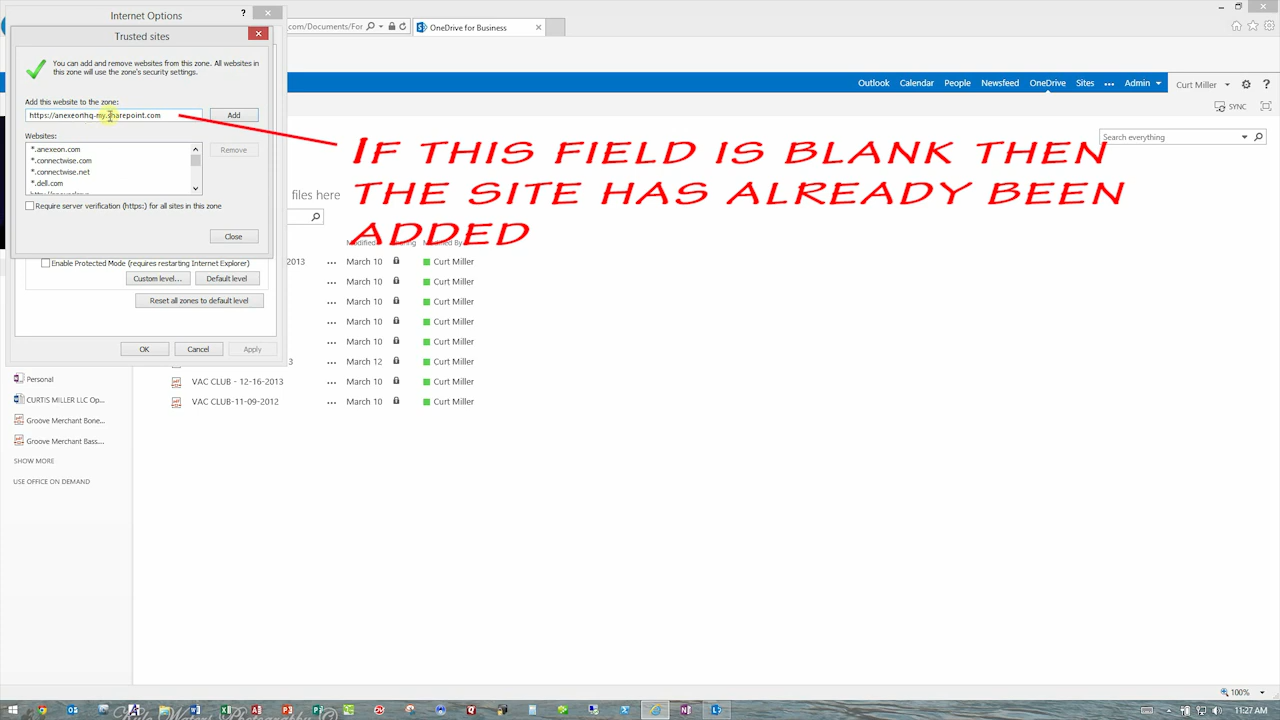 Internet Options
?
Trusted sites
You can add and remove websites from this zone. All websites in
this zone will use the zone's security settings.
Add this website to the zone:
https://anexeonhq-my.sharepoint.com
Add
Websites:
*.anexeon.com
*.connectwise.com
*.connectwise.net
*.dell.com
Remove
Require server verification (https:) for all sites in this zone
Close
Enable Protected Mode (requires restarting Internet Explorer)
Custom level...
Default level
Reset all zones to default level
OK
Cancel
Apply
.com/Documents/For
OneDrive for Business
Outlook
Calendar
People
Newsfeed
OneDrive
Sites
...
Admin
Curt Miller
?
SYNC
Search everything
IF THIS FIELD IS BLANK THEN
THE SITE HAS ALREADY BEEN
ADDED
files here
Modified
Modified By
2013 ... March 10 Curt Miller
... March 10 Curt Miller
... March 10 Curt Miller
... March 10 Curt Miller
... March 10 Curt Miller
3 ... March 12 Curt Miller
VAC CLUB - 12-16-2013 ... March 10 Curt Miller
VAC CLUB-11-09-2012 ... March 10 Curt Miller
Personal
CURTIS MILLER LLC Op...
Groove Merchant Bone...
Groove Merchant Bass....
SHOW MORE
USE OFFICE ON DEMAND
100%
11:27 AM